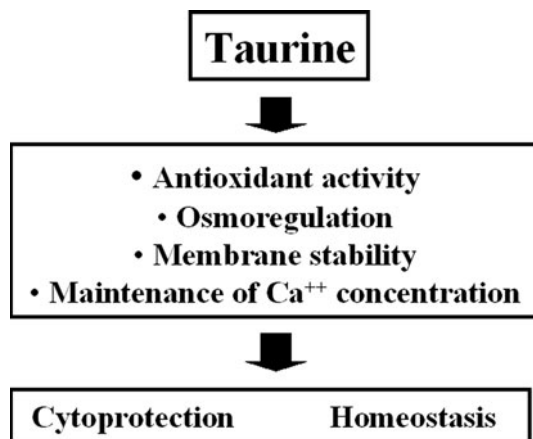 Taurine
• Antioxidant activity
• Osmoregulation
• Membrane stability
• Maintenance of Ca⁺⁺ concentration
Cytoprotection Homeostasis